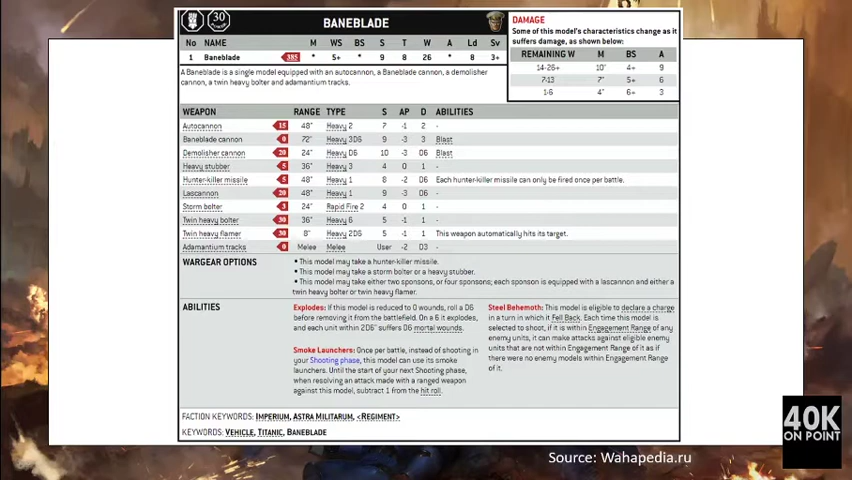 30
BANEBLADE
No NAME M WS BS S T W A Ld Sv
1 Baneblade 385 * 5+ * 9 8 26 * 8 3+
A Baneblade is a single model equipped with an autocannon, a Baneblade cannon, a demolisher
cannon, a twin heavy bolter and adamantium tracks.
DAMAGE
Some of this model's characteristics change as it
suffers damage, as shown below:
REMAINING W M BS A
14-26+ 10" 4+ 9
7-13 7" 5+ 6
1-6 4" 6+ 3
WEAPON RANGE TYPE S AP D ABILITIES
Autocannon 15 48" Heavy 2 7 -1 2 -
Baneblade cannon 0 72" Heavy 3D6 9 -3 3 Blast
Demolisher cannon 20 24" Heavy D6 10 -3 D6 Blast
Heavy stubber 5 36" Heavy 3 4 0 1 -
Hunter-killer missile 5 48" Heavy 1 8 -2 D6 Each hunter-killer missile can only be fired once per battle.
Lascannon 20 48" Heavy 1 9 -3 D6 -
Storm bolter 3 24" Rapid Fire 2 4 0 1 -
Twin heavy bolter 30 36" Heavy 6 5 -1 1 -
Twin heavy flamer 30 8" Heavy 2D6 5 -1 1 This weapon automatically hits its target.
Adamantium tracks 0 Melee Melee User -2 D3 -
WARGEAR OPTIONS
• This model may take a hunter-killer missile.
• This model may take a storm bolter or a heavy stubber.
• This model may take either two sponsons, or four sponsons; each sponson is equipped with a lascannon and either a
twin heavy bolter or twin heavy flamer.
ABILITIES
Explodes: If this model is reduced to 0 wounds, roll a D6
before removing it from the battlefield. On a 6 it explodes,
and each unit within 2D6" suffers D6 mortal wounds.
Smoke Launchers: Once per battle, instead of shooting in
your Shooting phase, this model can use its smoke
launchers. Until the start of your next Shooting phase,
when resolving an attack made with a ranged weapon
against this model, subtract 1 from the hit roll.
Steel Behemoth: This model is eligible to declare a charge
in a turn in which it Fell Back. Each time this model is
selected to shoot, if it is within Engagement Range of any
enemy units, it can make attacks against eligible enemy
units that are not within Engagement Range of it as if
there were no enemy models within Engagement Range
of it.
FACTION KEYWORDS: IMPERIUM, ASTRA MILITARUM, <REGIMENT>
KEYWORDS: VEHICLE, TITANIC, BANEBLADE
Source: Wahapedia.ru
40K
ON POINT